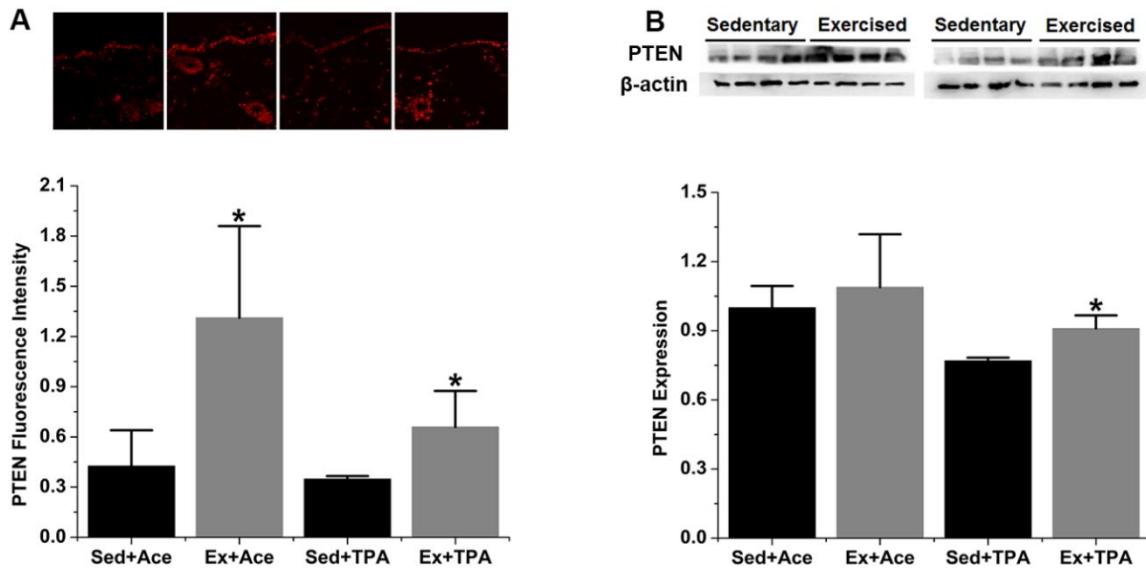 A
PTEN Fluorescence Intensity
2.1
1.8
1.5
1.2
0.9
0.6
0.3
0.0
*
*
Sed+Ace Ex+Ace Sed+TPA Ex+TPA
B
Sedentary Exercised Sedentary Exercised
PTEN
β-actin
PTEN Expression
1.5
1.2
0.9
0.6
0.3
0.0
*
Sed+Ace Ex+Ace Sed+TPA Ex+TPA